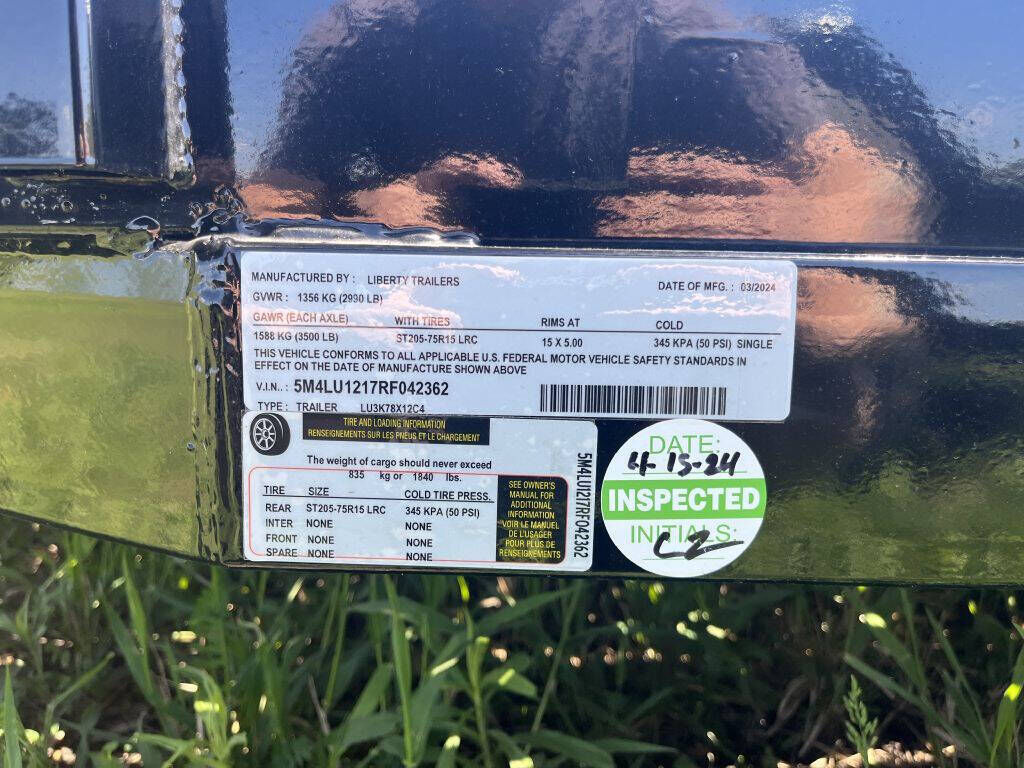 MANUFACTURED BY : LIBERTY TRAILERS
DATE OF MFG. : 03/2024
GVWR : 1356 KG (2990 LB)
GAWR (EACH AXLE) WITH TIRES RIMS AT COLD
1588 KG (3500 LB) ST205-75R15 LRC 15 X 5.00 345 KPA (50 PSI) SINGLE
THIS VEHICLE CONFORMS TO ALL APPLICABLE U.S. FEDERAL MOTOR VEHICLE SAFETY STANDARDS IN
EFFECT ON THE DATE OF MANUFACTURE SHOWN ABOVE
V.I.N.. : 5M4LU1217RF042362
TYPE : TRAILER LU3K78X12C4
TIRE AND LOADING INFORMATION
RENSEIGNEMENTS SUR LES PNEUS ET LE CHARGEMENT
The weight of cargo should never exceed
835 kg or 1840 lbs.
TIRE SIZE COLD TIRE PRESS.
REAR ST205-75R15 LRC 345 KPA (50 PSI)
INTER NONE NONE
FRONT NONE NONE
SPARE NONE NONE
SEE OWNER'S
MANUAL FOR
ADDITIONAL
INFORMATION
VOIR LE MANUEL
DE L'USAGER
POUR PLUS DE
RENSEIGNEMENTS
5M4LU1217RF042362
DATE:
4-15-24
INSPECTED
INITIALS:
CZ